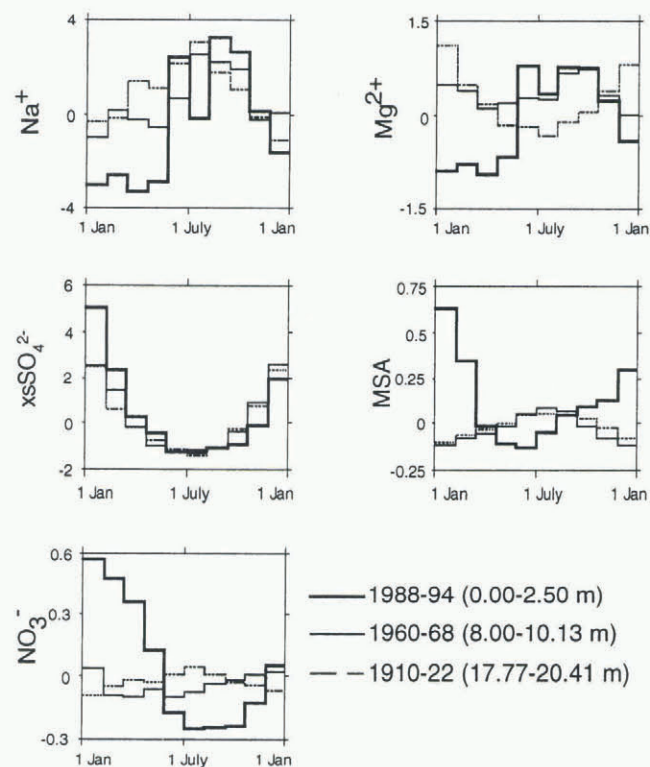 Na+
4
0
-4
1 Jan
1 July
1 Jan
Mg2+
1.5
0
-1.5
1 Jan
1 July
1 Jan
xsSO4 2-
6
4
2
0
-2
1 Jan
1 July
1 Jan
MSA
0.75
0.50
0.25
0
-0.25
1 Jan
1 July
1 Jan
NO3-
0.6
0.3
0
-0.3
1 Jan
1 July
1 Jan
1988-94 (0.00-2.50 m)
1960-68 (8.00-10.13 m)
1910-22 (17.77-20.41 m)